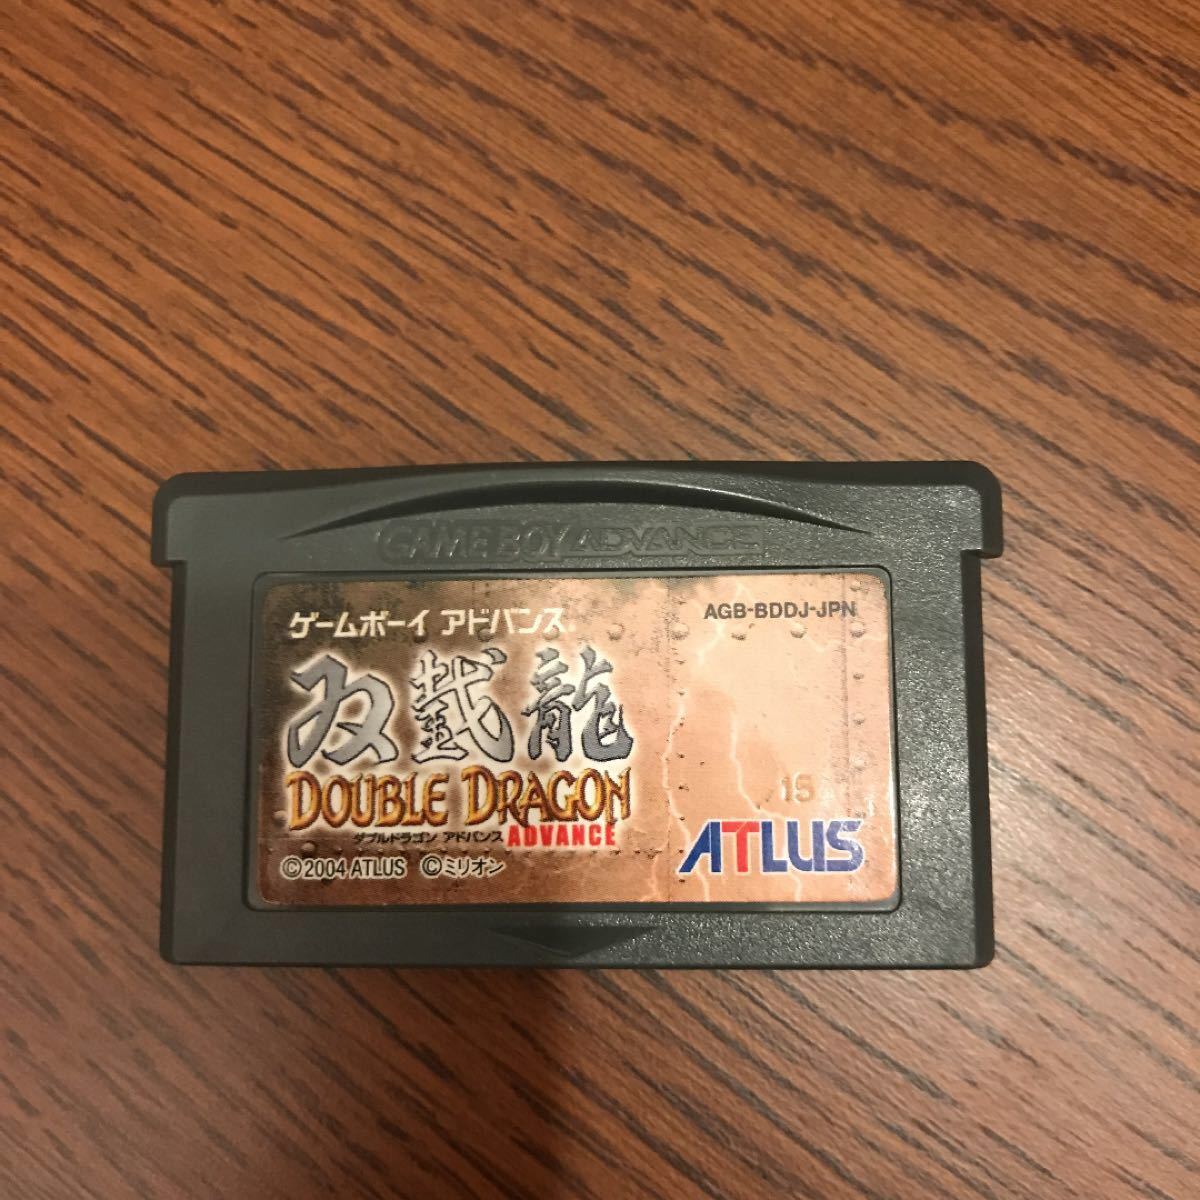 GAME BOY ADVANCE
ゲームボーイ アドバンス
AGB-BDDJ-JPN
双截龍
DOUBLE DRAGON
ダブルドラゴン アドバンス ADVANCE
15
ATLUS
©2004 ATLUS ©ミリオン